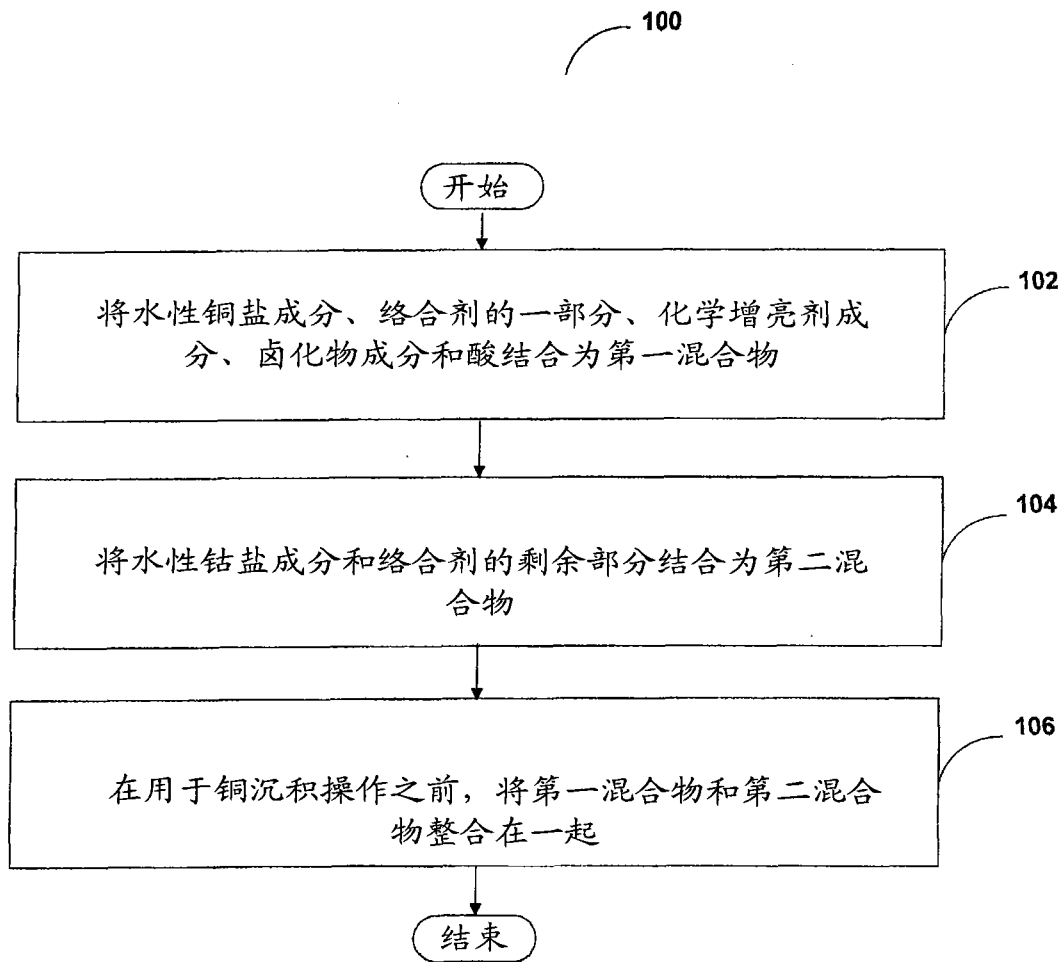 100
开始
102
将水性铜盐成分、络合剂的一部分、化学增亮剂成
分、卤化物成分和酸结合为第一混合物
104
将水性钴盐成分和络合剂的剩余部分结合为第二混
合物
106
在用于铜沉积操作之前，将第一混合物和第二混合
物整合在一起
结束